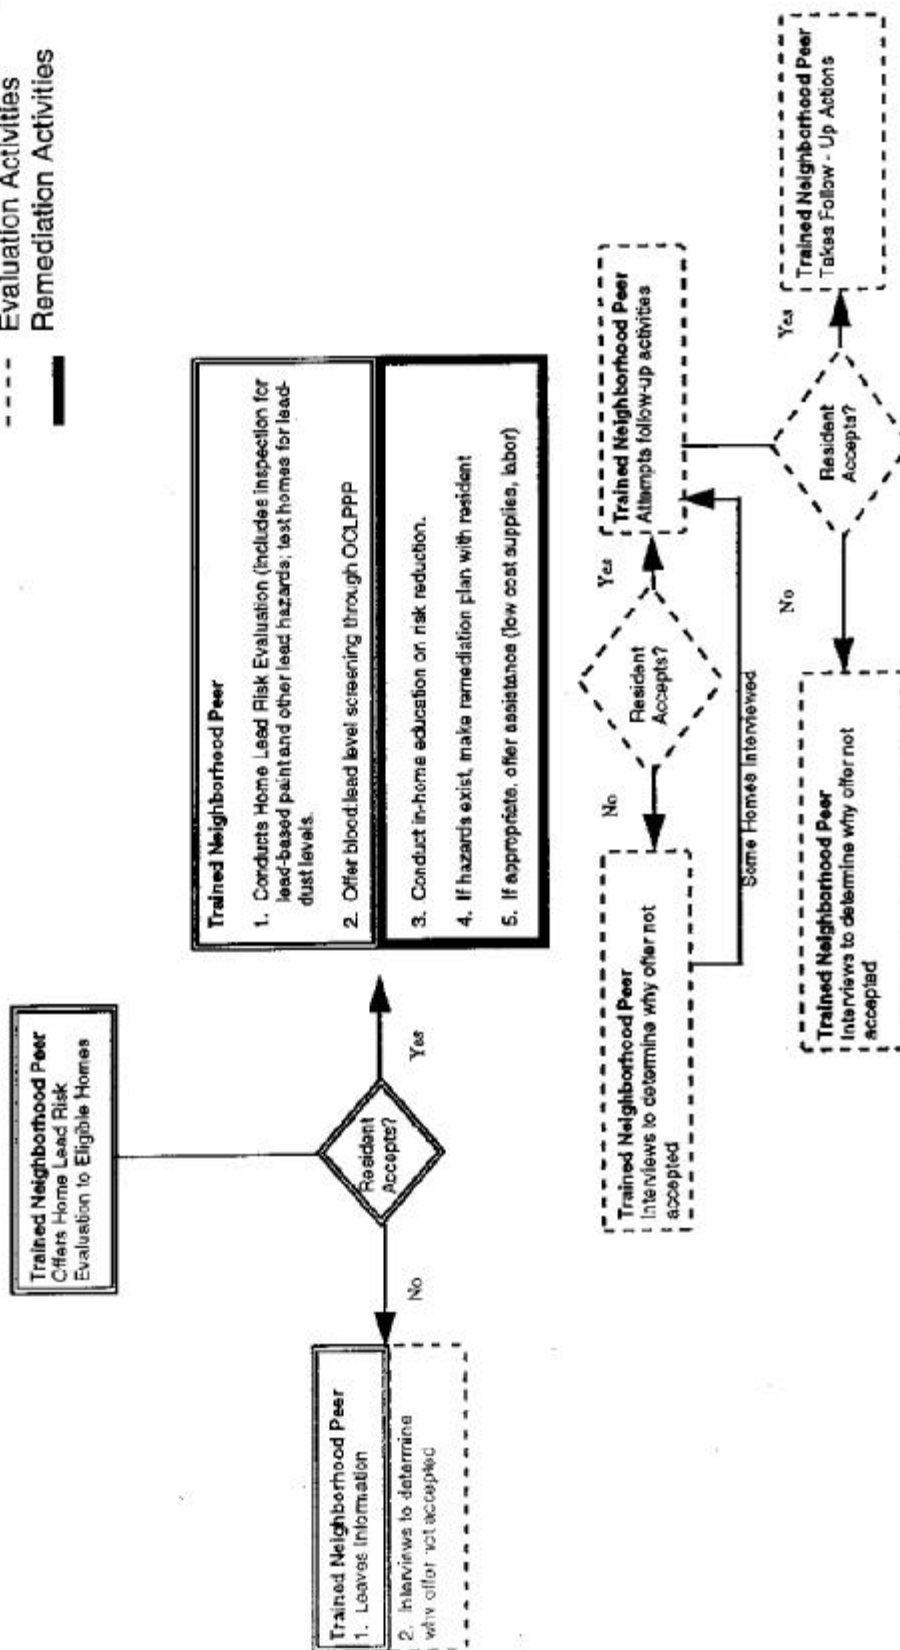 Evaluation Activities
Remediation Activities
Trained Neighborhood Peer
Offers Home Lead Risk
Evaluation to Eligible Homes
Resident
Accepts?
No
Yes
Trained Neighborhood Peer
1. Leaves Information
2. Interviews to determine
why offer not accepted
Trained Neighborhood Peer
1. Conducts Home Lead Risk Evaluation (includes inspection for
lead-based paint and other lead hazards; test homes for lead-
dust levels.
2. Offer blood lead level screening through OCLPPP
3. Conduct in-home education on risk reduction.
4. If hazards exist, make remediation plan with resident
5. If appropriate, offer assistance (low cost supplies, labor)
Resident
Accepts?
No
Yes
Trained Neighborhood Peer
Interviews to determine why offer not
accepted
Trained Neighborhood Peer
Attempts follow-up activities
Some Homes Interviewed
Resident
Accepts?
No
Yes
Trained Neighborhood Peer
Interviews to determine why offer not
accepted
Trained Neighborhood Peer
Takes Follow - Up Actions